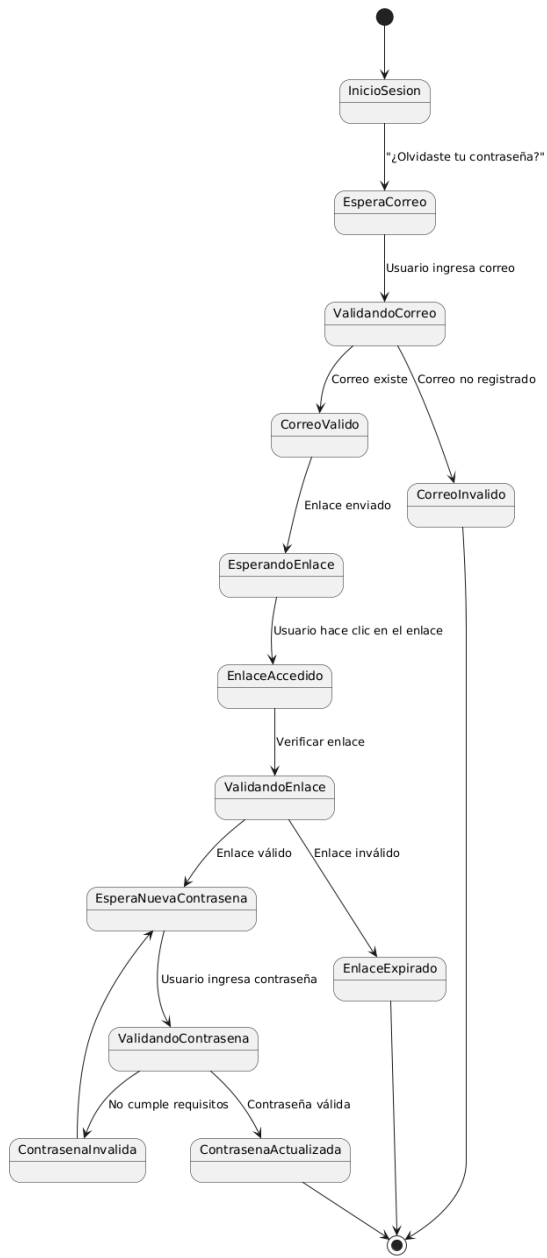 InicioSesion
"¿Olvidaste tu contraseña?"
EsperaCorreo
Usuario ingresa correo
ValidandoCorreo
Correo existe
Correo no registrado
CorreoValido
CorreoInvalido
Enlace enviado
EsperandoEnlace
Usuario hace clic en el enlace
EnlaceAccedido
Verificar enlace
ValidandoEnlace
Enlace válido
Enlace inválido
EsperaNuevaContrasena
EnlaceExpirado
Usuario ingresa contraseña
ValidandoContrasena
No cumple requisitos
Contraseña válida
ContrasenaInvalida
ContrasenaActualizada